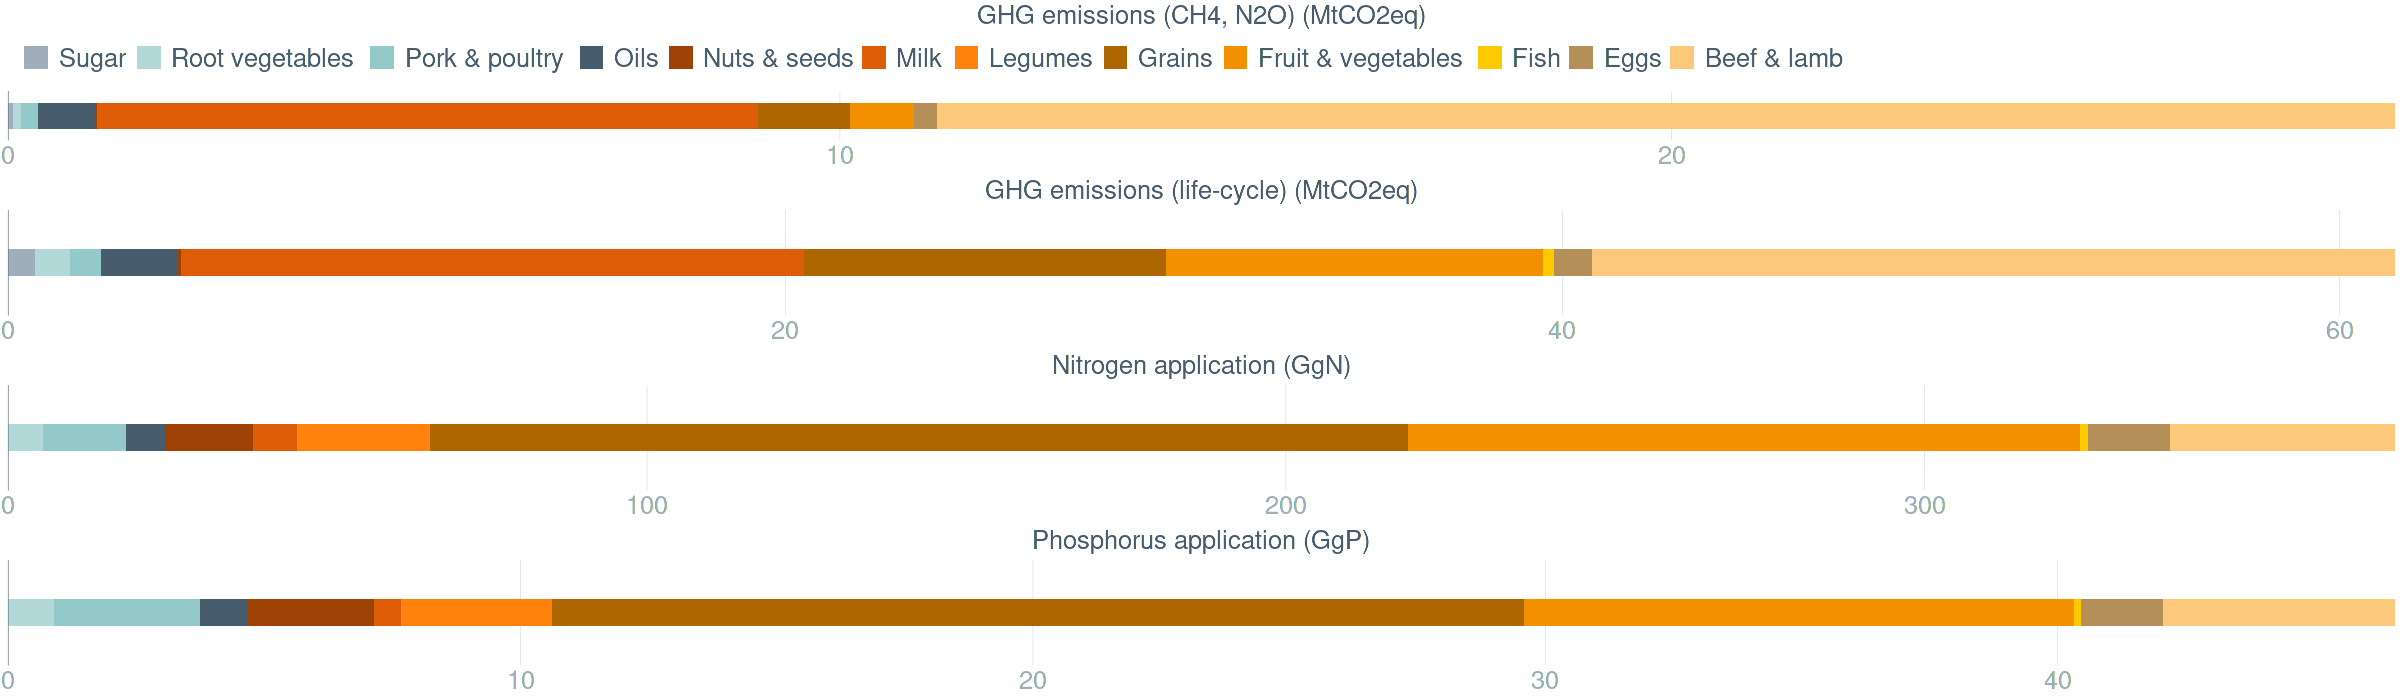 GHG emissions (CH4, N2O) (MtCO2eq)
Sugar Root vegetables Pork & poultry Oils Nuts & seeds Milk Legumes Grains Fruit & vegetables Fish Eggs Beef & lamb
0 10 20
GHG emissions (life-cycle) (MtCO2eq)
0 20 40 60
Nitrogen application (GgN)
0 100 200 300
Phosphorus application (GgP)
0 10 20 30 40